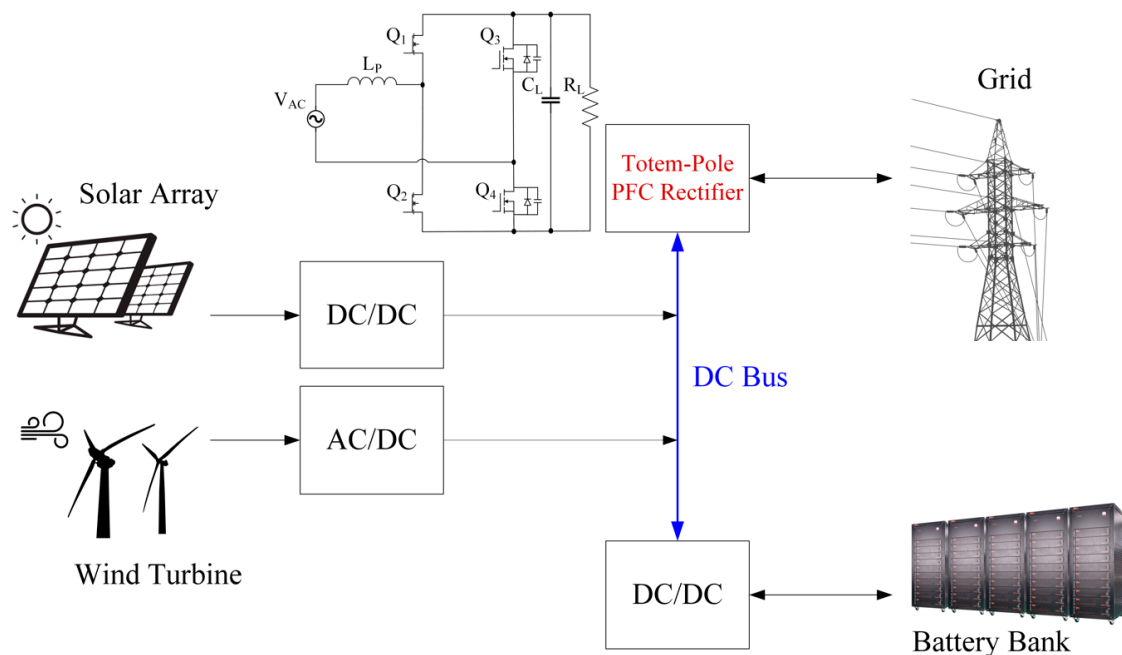 Q1
Q3
LP
CL
RL
VAC
Q2
Q4
Grid
Totem-Pole
PFC Rectifier
Solar Array
DC/DC
DC Bus
AC/DC
Wind Turbine
DC/DC
Battery Bank